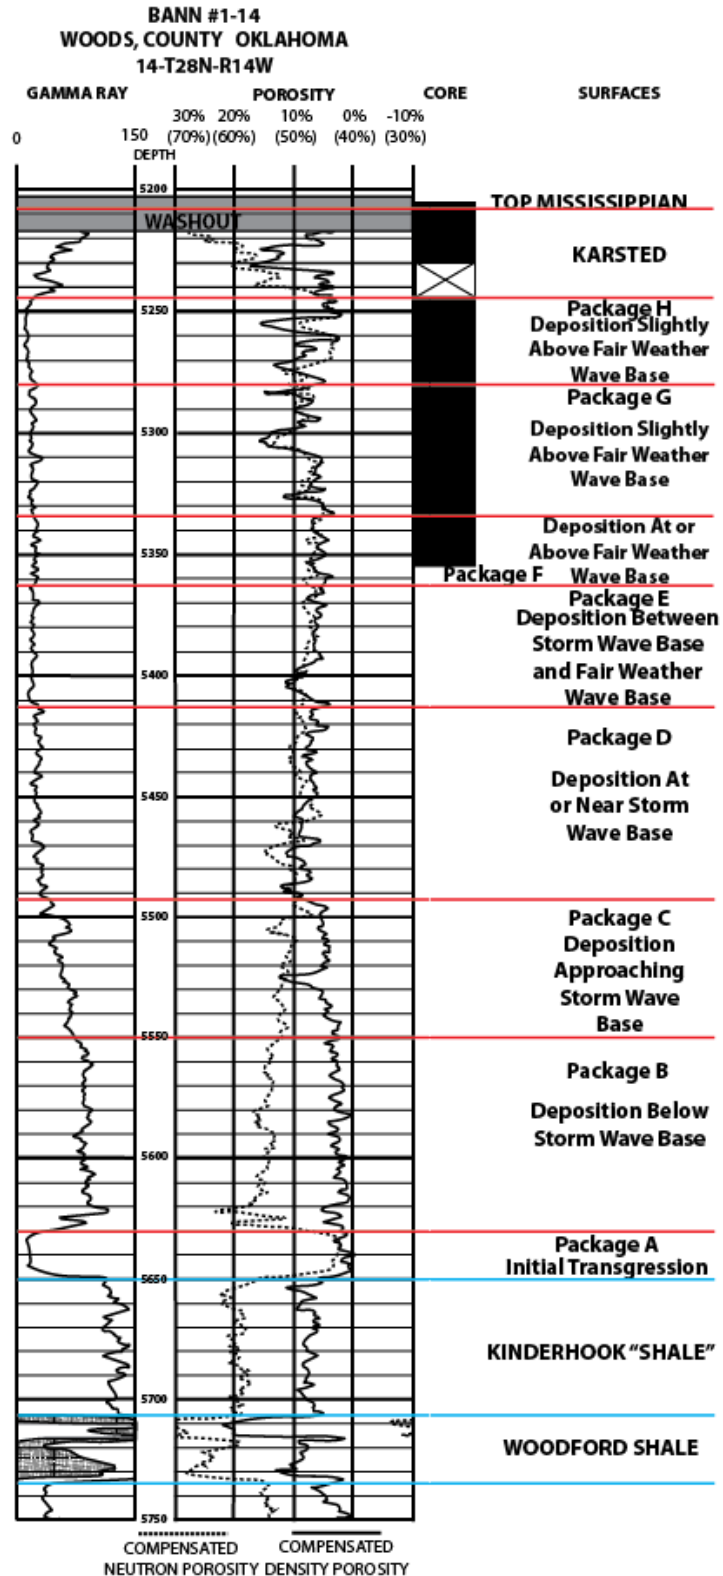 BANN #1-14
WOODS, COUNTY OKLAHOMA
14-T28N-R14W
GAMMA RAY POROSITY CORE SURFACES
30% 20% 10% 0% -10%
0 150 (70%) (60%) (50%) (40%) (30%)
DEPTH
5200
TOP MISSISSIPPIAN
WASHOUT
KARSTED
5250
Package H
Deposition Slightly
Above Fair Weather
Wave Base
Package G
5300
Deposition Slightly
Above Fair Weather
Wave Base
Deposition At or
5350
Above Fair Weather
Package F Wave Base
Package E
Deposition Between
Storm Wave Base
5400
and Fair Weather
Wave Base
Package D
Deposition At
5450
or Near Storm
Wave Base
5500
Package C
Deposition
Approaching
Storm Wave
Base
5550
Package B
Deposition Below
Storm Wave Base
5600
Package A
Initial Transgression
5650
KINDERHOOK “SHALE”
5700
WOODFORD SHALE
5750
COMPENSATED COMPENSATED
NEUTRON POROSITY DENSITY POROSITY